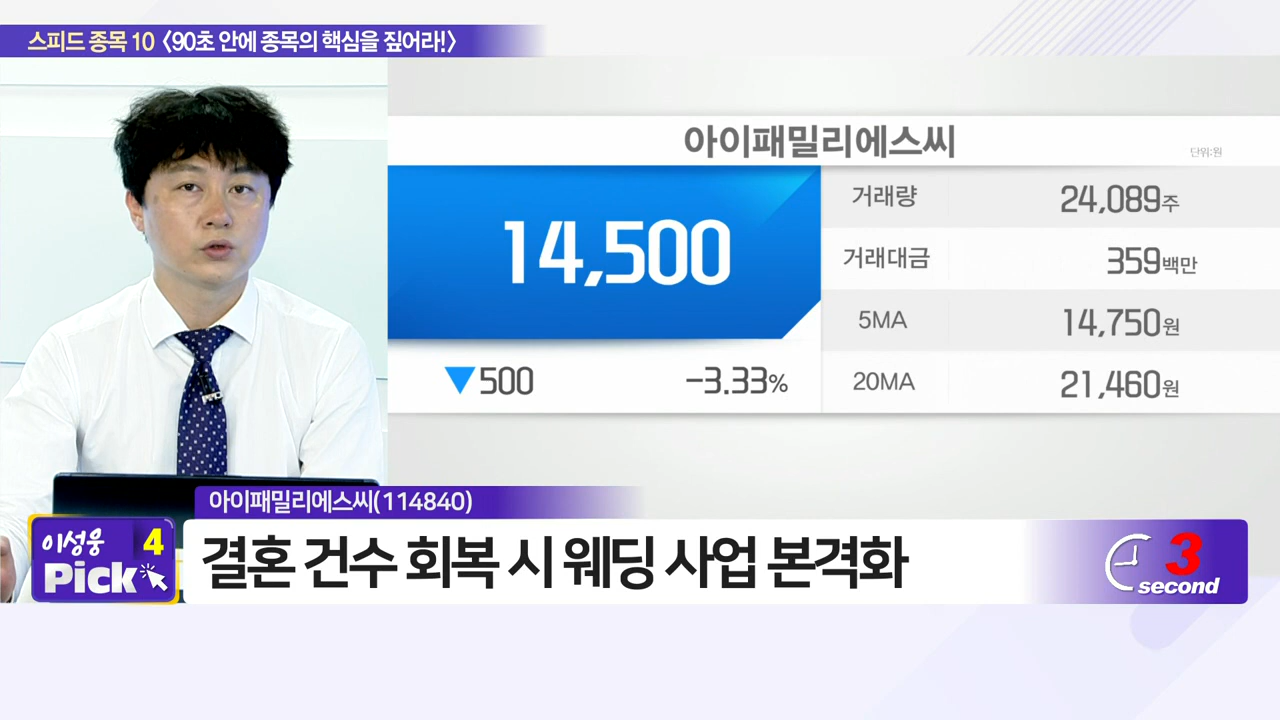 스피드 종목 10 〈90초 안에 종목의 핵심을 짚어라!〉
아이패밀리에스씨
단위:원
14,500
▼500 -3.33%
거래량 24,089주
거래대금 359백만
5MA 14,750원
20MA 21,460원
아이패밀리에스씨(114840)
이성웅 4
Pick
결혼 건수 회복 시 웨딩 사업 본격화
3
second